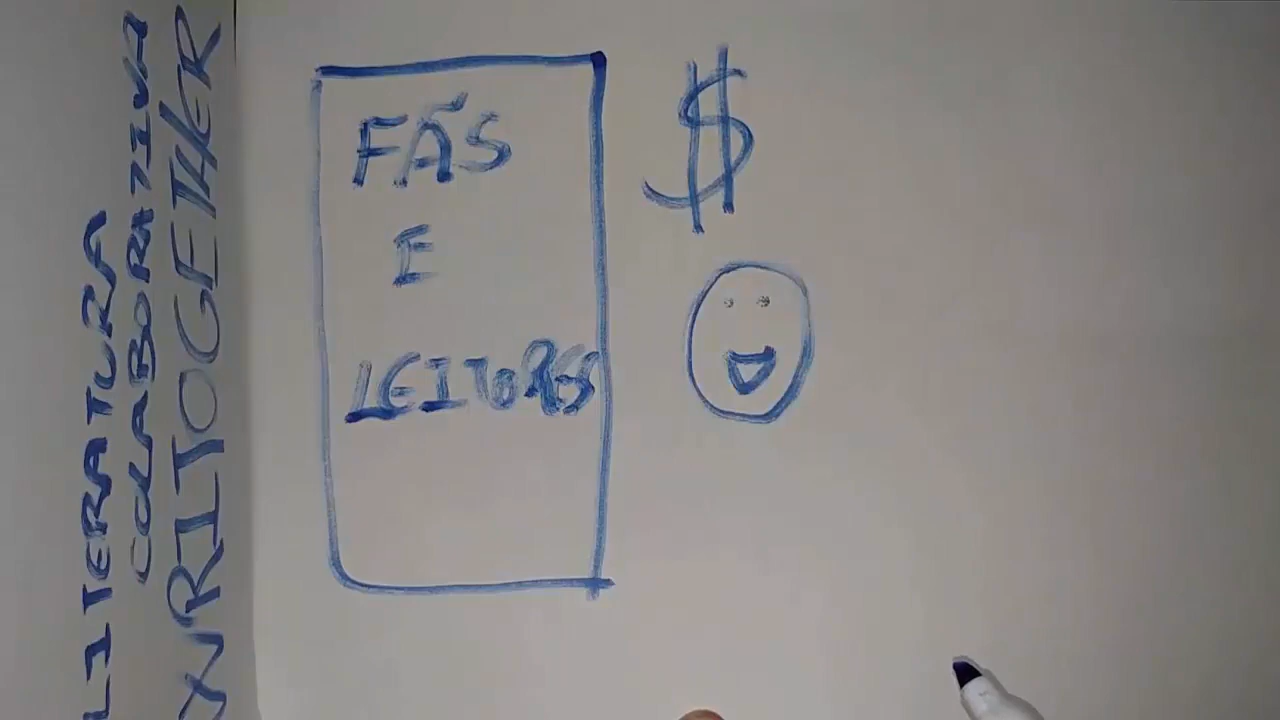 LITERATURA
COLABORATIVA
WRITOGETHER
FÃS
E
LEITORES
$